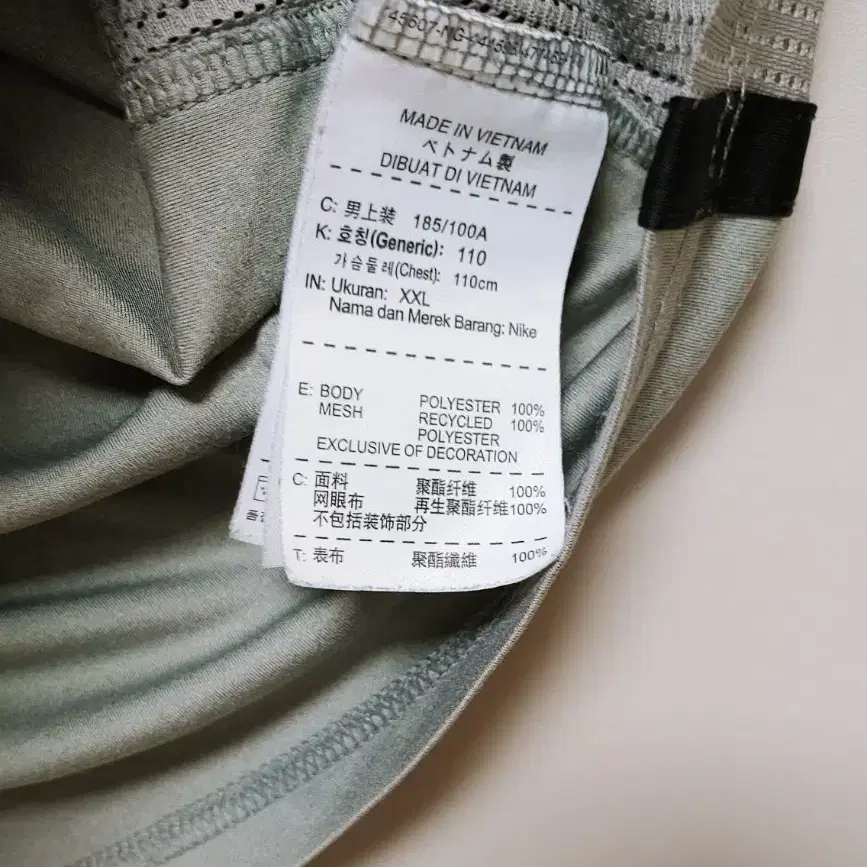 MADE IN VIETNAM
ベトナム製
DIBUAT DI VIETNAM
C: 男上装 185/100A
K: 호칭(Generic): 110
가슴둘레(Chest): 110cm
IN: Ukuran: XXL
Nama dan Merek Barang: Nike
E: BODY POLYESTER 100%
MESH RECYCLED 100%
POLYESTER
EXCLUSIVE OF DECORATION
C: 面料 聚酯纤维 100%
网眼布 再生聚酯纤维100%
不包括装饰部分
T: 表布 聚酯纖維 100%